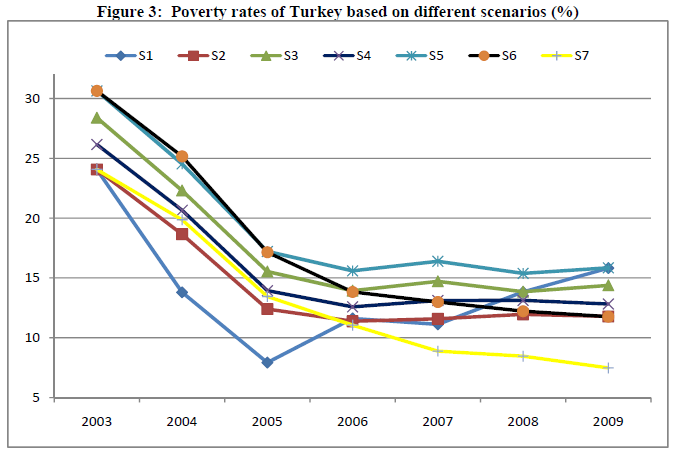 Figure 3: Poverty rates of Turkey based on different scenarios (%)
S1 S2 S3 S4 S5 S6 S7
30
25
20
15
10
5
2003 2004 2005 2006 2007 2008 2009